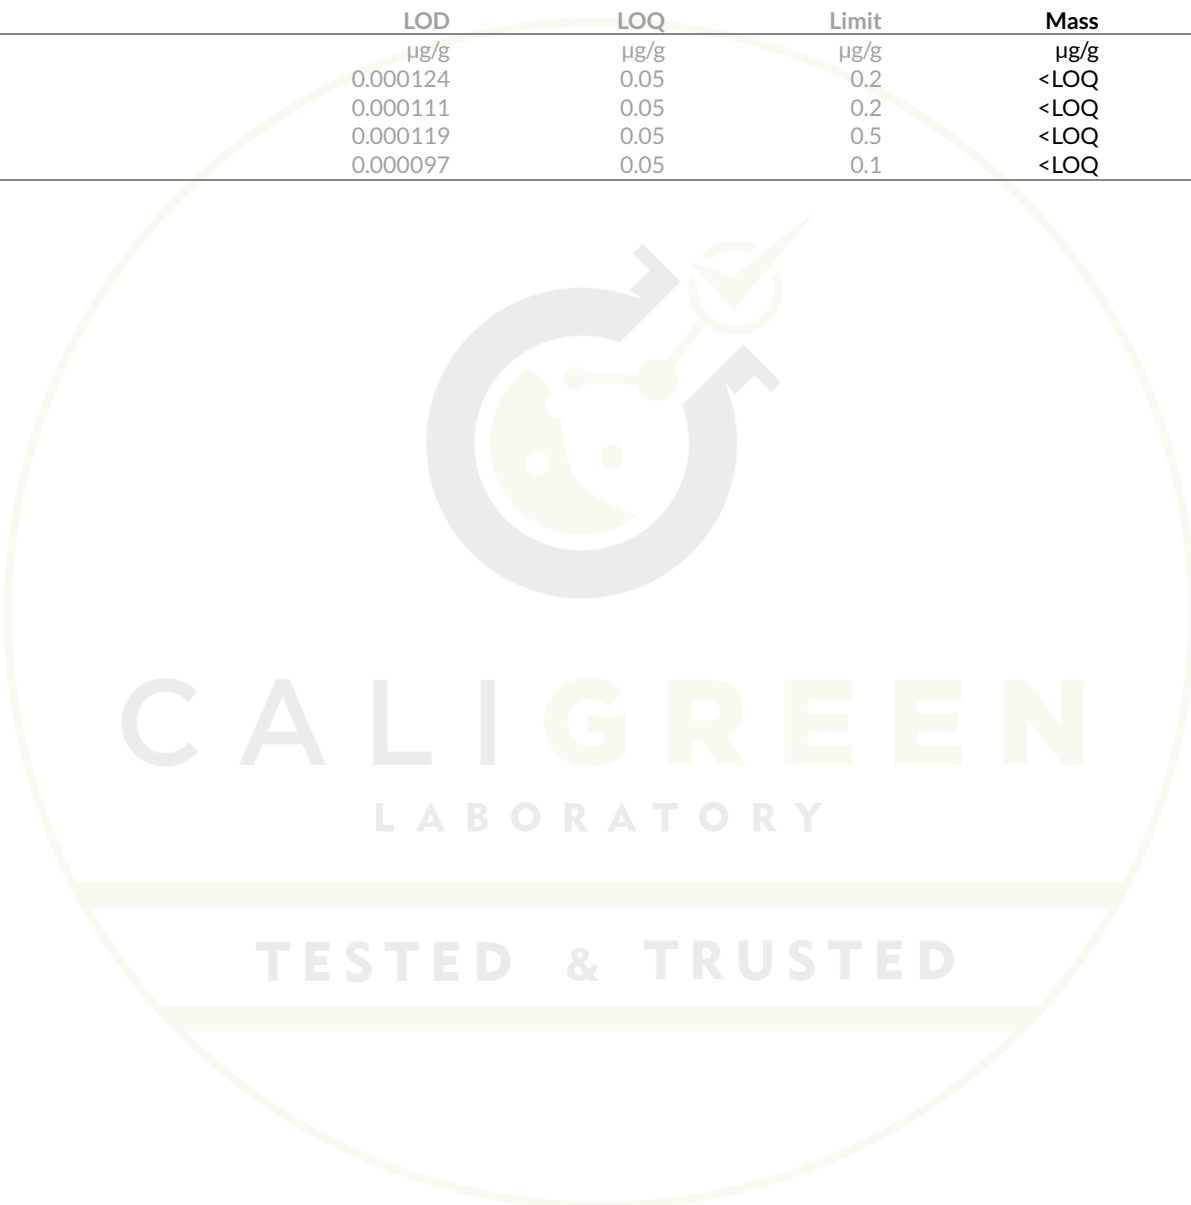 LOD LOQ Limit Mass
µg/g µg/g µg/g µg/g
0.000124 0.05 0.2 <LOQ
0.000111 0.05 0.2 <LOQ
0.000119 0.05 0.5 <LOQ
0.000097 0.05 0.1 <LOQ
CALIGREEN
LABORATORY
TESTED & TRUSTED